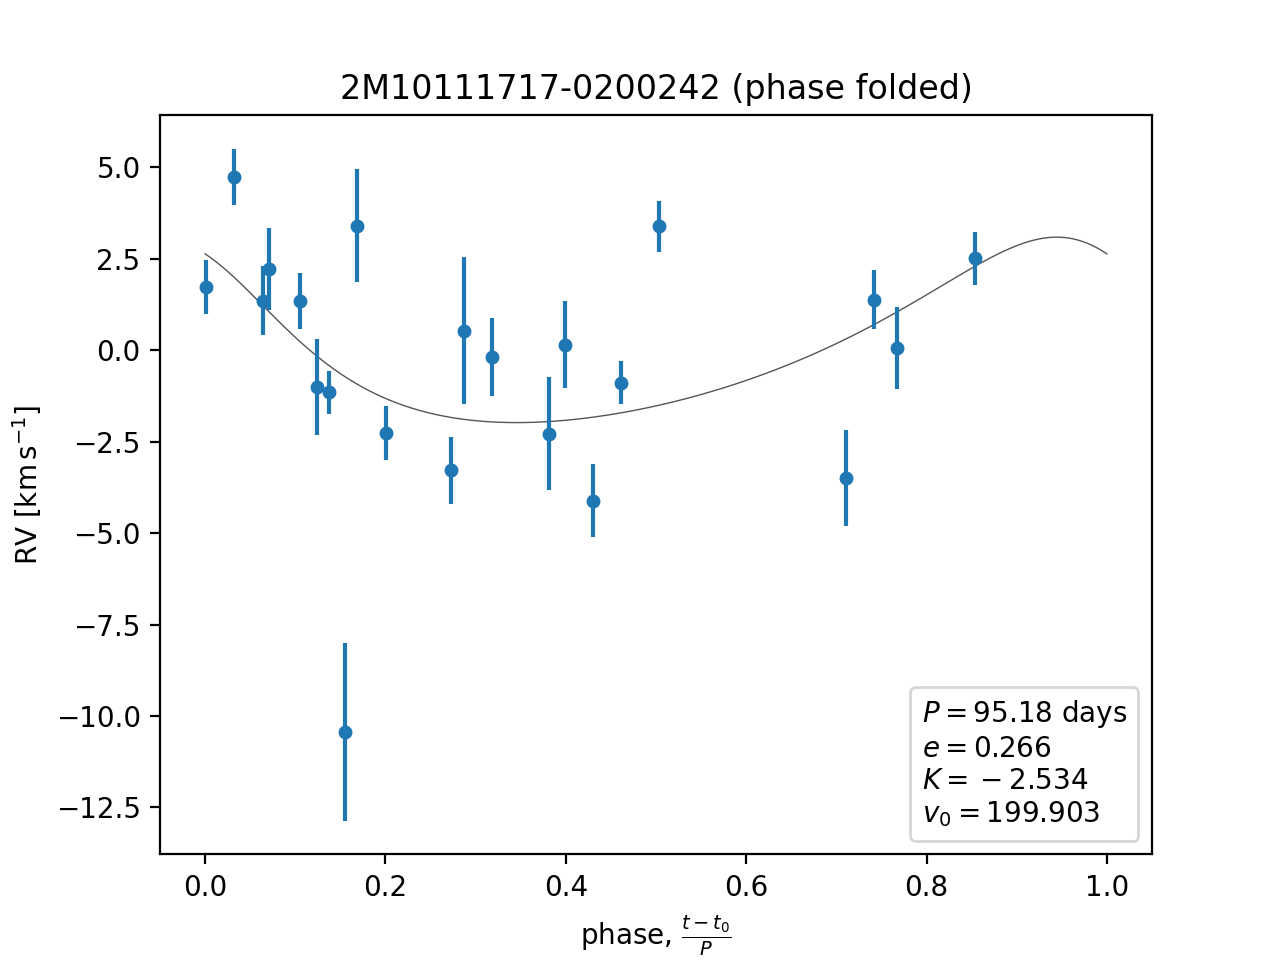 2M10111717-0200242 (phase folded)
RV [km s⁻¹]
5.0
2.5
0.0
−2.5
−5.0
−7.5
−10.0
−12.5
P = 95.18 days
e = 0.266
K = −2.534
v₀ = 199.903
0.0 0.2 0.4 0.6 0.8 1.0
phase, (t − t₀)/P